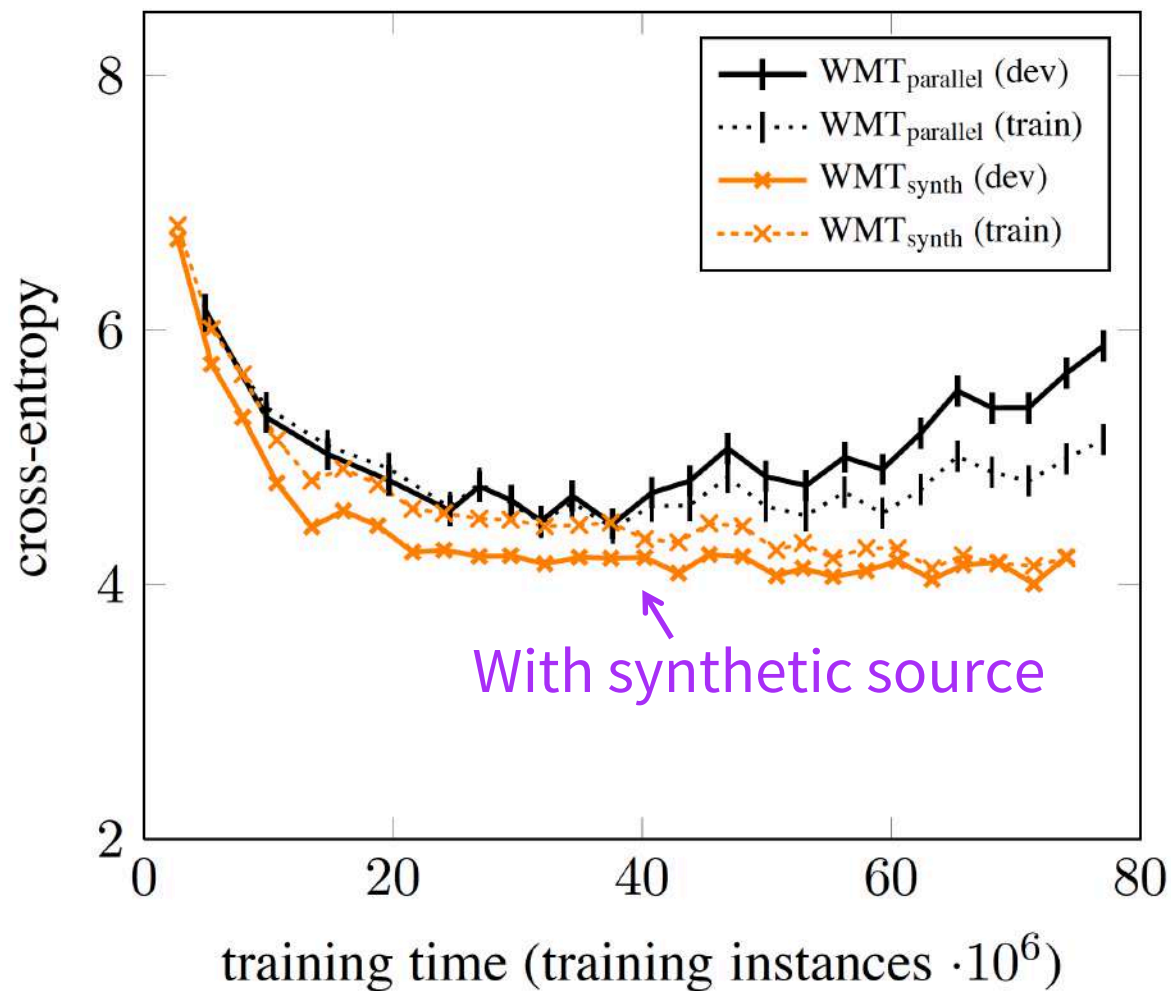 WMTparallel (dev)
WMTparallel (train)
WMTsynth (dev)
WMTsynth (train)
8
6
4
2
cross-entropy
With synthetic source
0 20 40 60 80
training time (training instances ·10⁶)